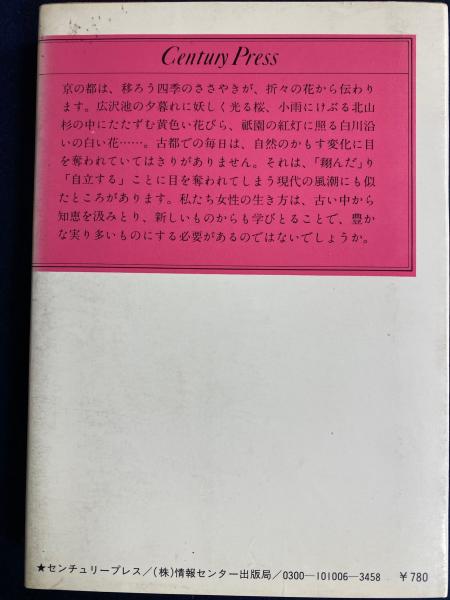 Century Press
京の都は、移ろう四季のささやきが、折々の花から伝わり
ます。広沢池の夕暮れに妖しく光る桜、小雨にけぶる北山
杉の中にたたずむ黄色い花びら、祇園の紅灯に照る白川沿
いの白い花……。古都での毎日は、自然のかもす変化に目
を奪われていてはきりがありません。それは、「翔んだ」り
「自立する」ことに目を奪われてしまう現代の風潮にも似
たところがあります。私たち女性の生き方は、古い中から
知恵を汲みとり、新しいものからも学びとることで、豊か
な実り多いものにする必要があるのではないでしょうか。
★センチュリープレス／(株)情報センター出版局／0300—101006—3458 ￥780